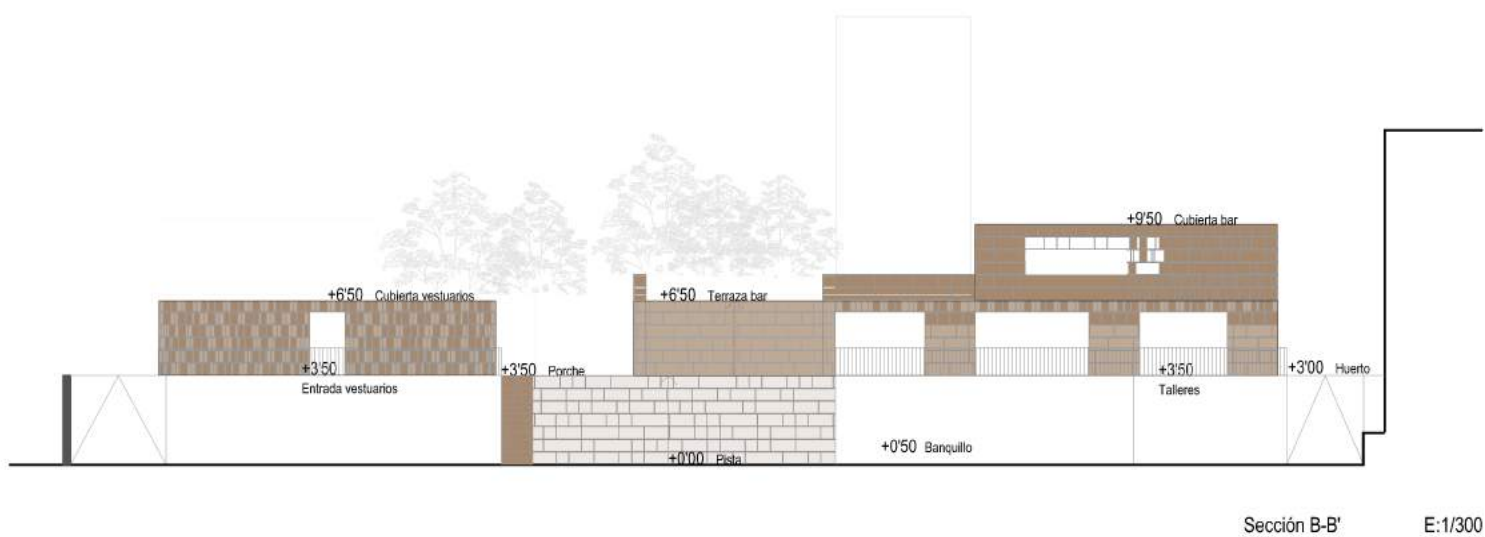 +9'50 Cubierta bar
+6'50 Cubierta vestuarios
+6'50 Terraza bar
+3'50
Entrada vestuarios
+3'50 Porche
+3'50
Talleres
+3'00 Huerto
+0'50 Banquillo
+0'00 Pista
Sección B-B'
E:1/300